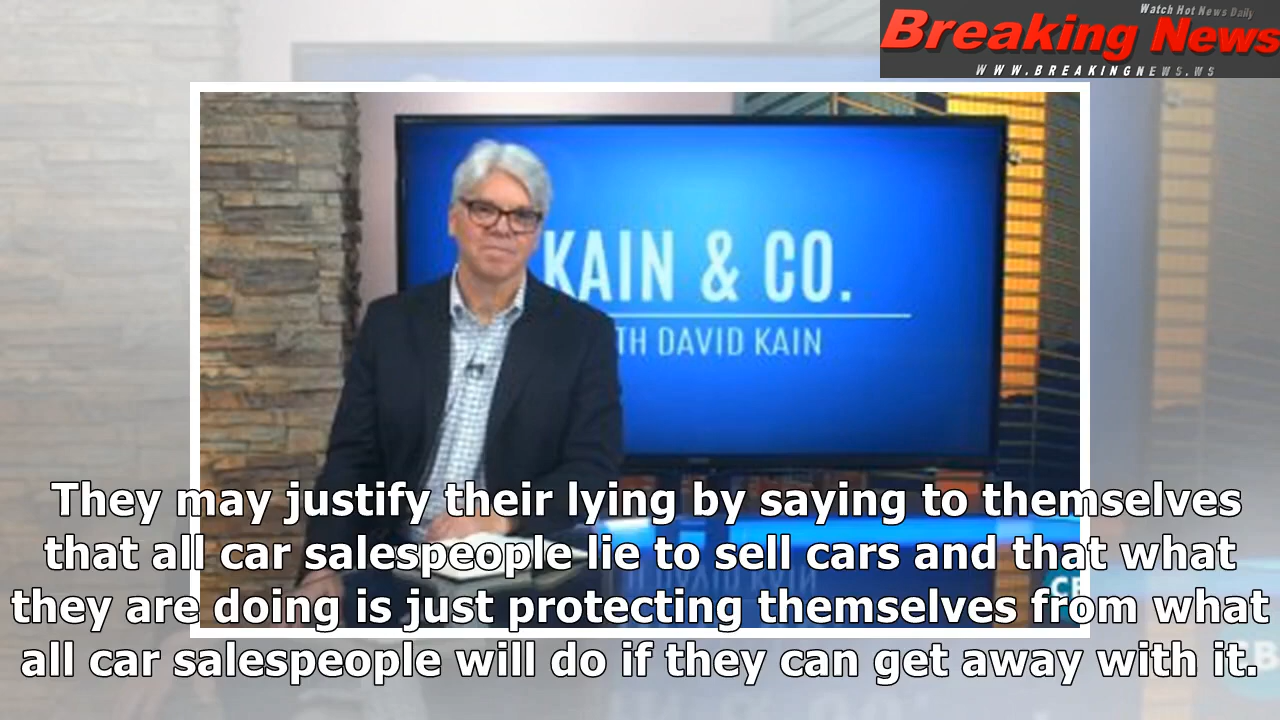 Watch Hot News Daily
Breaking News
WWW.BREAKINGNEWS.WS
KAIN & CO.
TH DAVID KAIN
They may justify their lying by saying to themselves
that all car salespeople lie to sell cars and that what
they are doing is just protecting themselves from what
all car salespeople will do if they can get away with it.